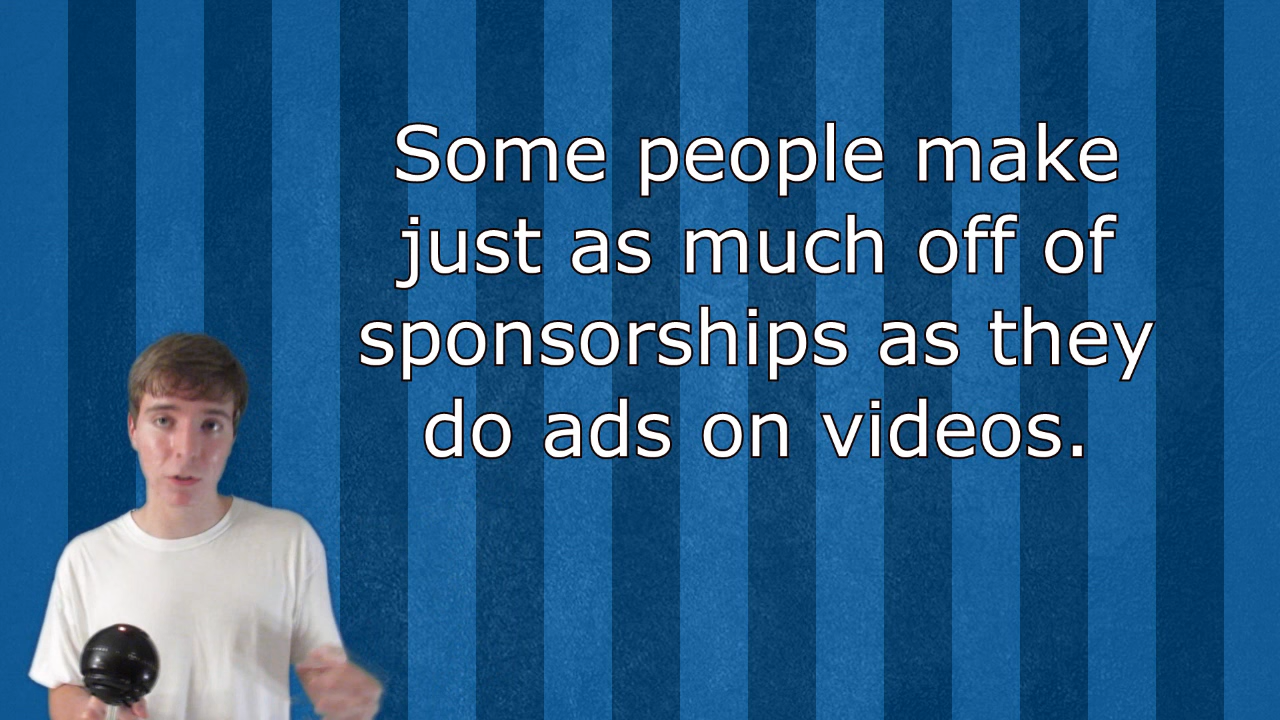 Some people make
just as much off of
sponsorships as they
do ads on videos.